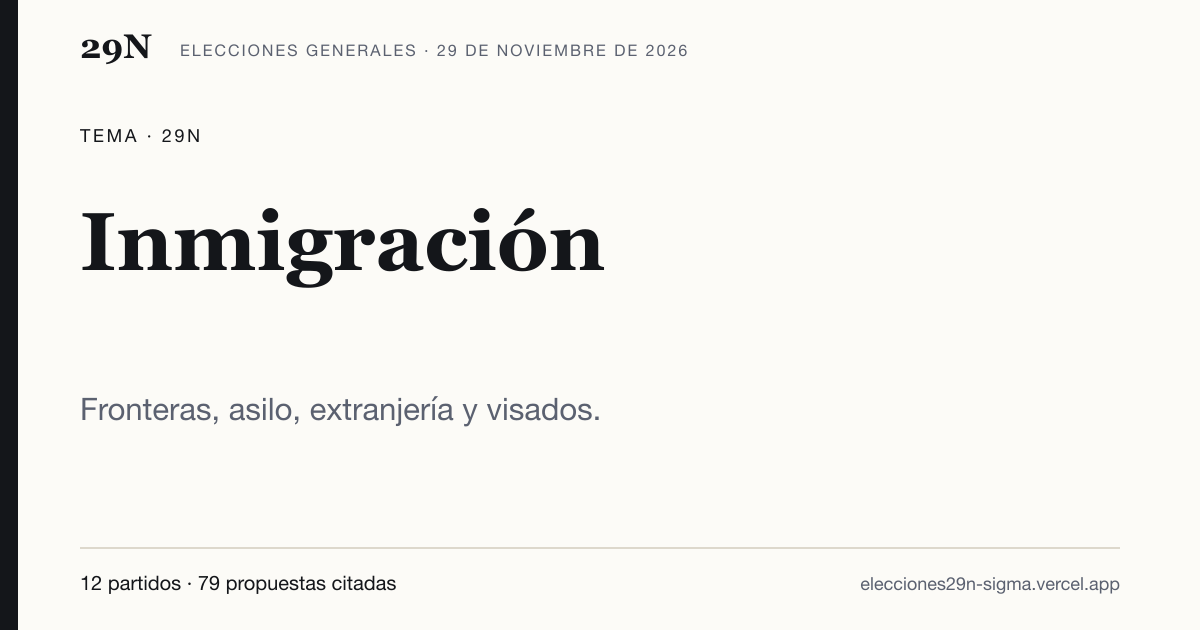 29N ELECCIONES GENERALES · 29 DE NOVIEMBRE DE 2026
TEMA · 29N
Inmigración
Fronteras, asilo, extranjería y visados.
12 partidos · 79 propuestas citadas
elecciones29n-sigma.vercel.app